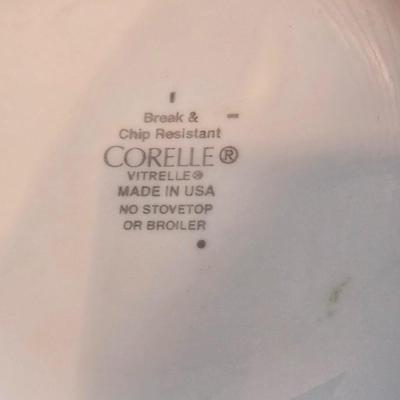 Break &
Chip Resistant
CORELLE®
VITRELLE®
MADE IN USA
NO STOVETOP
OR BROILER